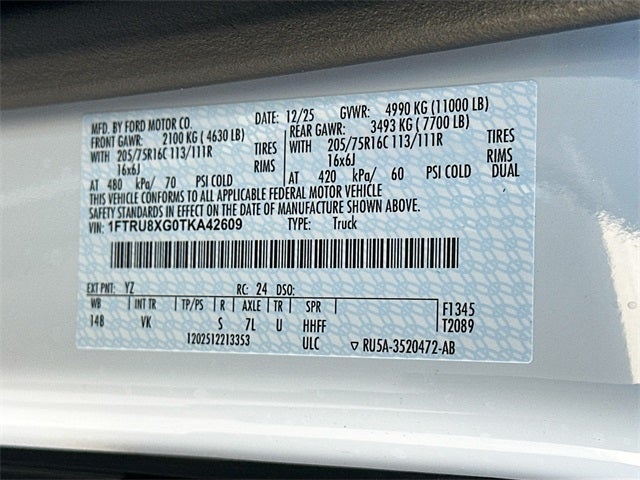 MFD. BY FORD MOTOR CO.
DATE: 12/25 GVWR: 4990 KG (11000 LB)
FRONT GAWR: 2100 KG (4630 LB)
WITH 205/75R16C 113/111R TIRES
16x6J RIMS
AT 480 kPa/ 70 PSI COLD
REAR GAWR: 3493 KG (7700 LB)
WITH 205/75R16C 113/111R TIRES
16x6J RIMS
AT 420 kPa/ 60 PSI COLD DUAL
THIS VEHICLE CONFORMS TO ALL APPLICABLE FEDERAL MOTOR VEHICLE
SAFETY STANDARDS IN EFFECT ON THE DATE OF MANUFACTURE SHOWN ABOVE.
VIN: 1FTRU8XG0TKA42609 TYPE: Truck
EXT PNT: YZ RC: 24 DSO:
WB INT TR TP/PS R AXLE TR SPR
148 VK S 7L U HHFF
F1345
T2089
1202512213353 ULC ▽ RU5A-3520472-AB